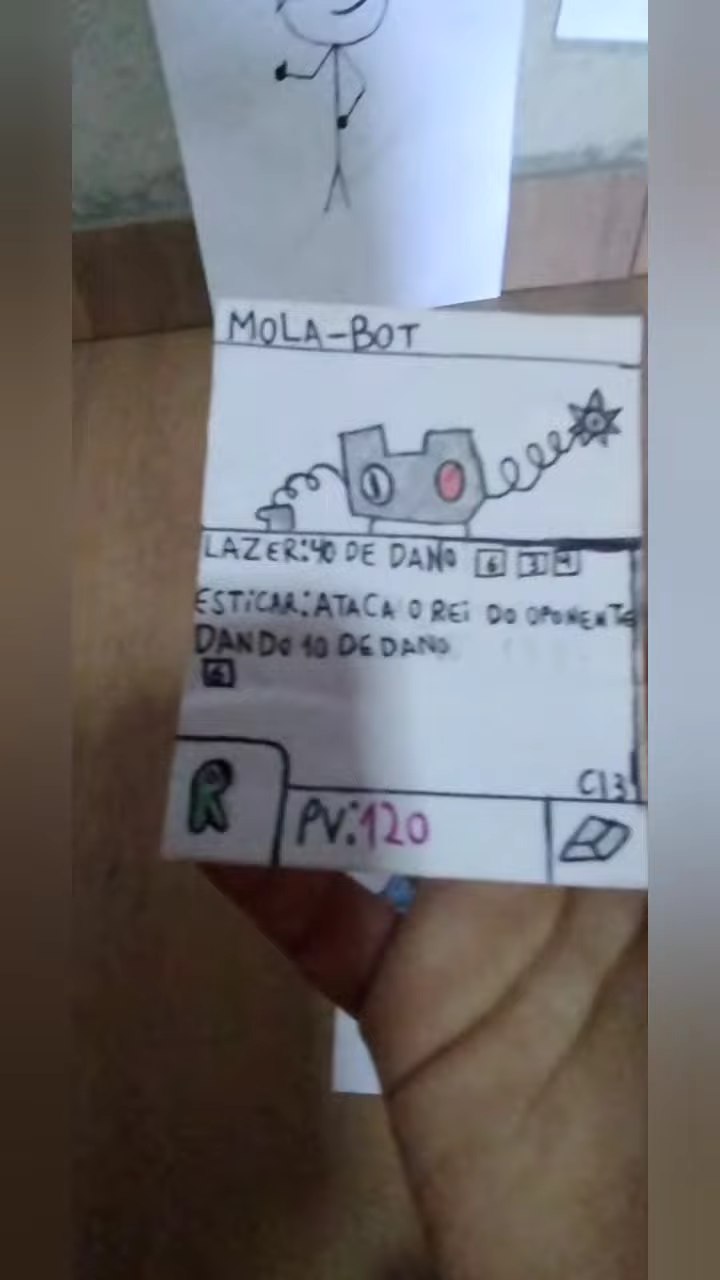 MOLA-BOT
LAZER:40 DE DANO 6 3 4
ESTICAR:ATACA O REI DO OPONENTE
DANDO 10 DE DANO
6
C13
R
PV:120